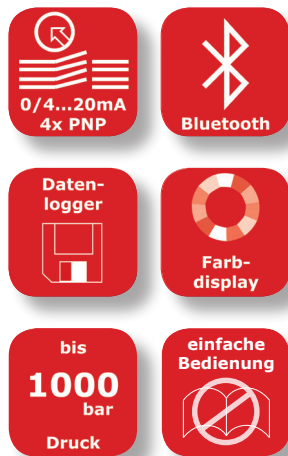 0/4...20mA
4x PNP
Bluetooth
Daten-
logger
Farb-
display
bis
1000
bar
Druck
einfache
Bedienung